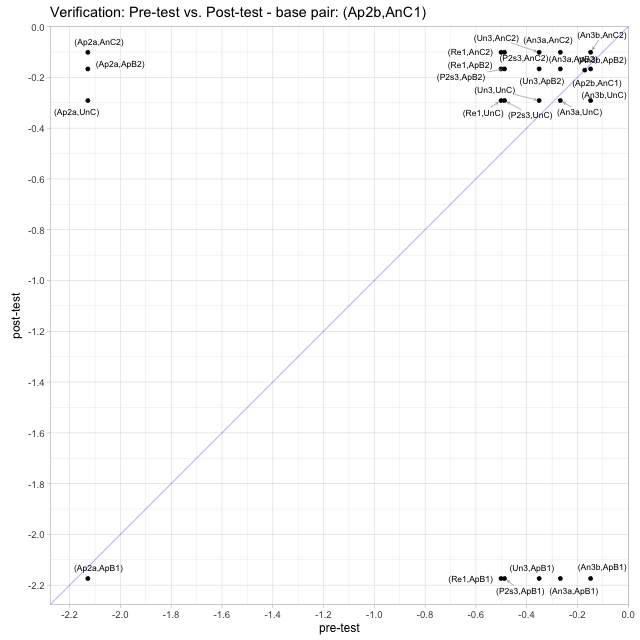 Verification: Pre-test vs. Post-test - base pair: (Ap2b,AnC1)
0.0
(Ap2a,AnC2)
(Un3,AnC2)
(An3a,AnC2)
(An3b,AnC2)
(Re1,AnC2)
(P2s3,AnC2)
(An3a,ApB2)
(An3b,ApB2)
(Ap2a,ApB2)
(Re1,ApB2)
(P2s3,ApB2)
(Un3,ApB2)
(Ap2b,AnC1)
-0.2
(Un3,UnC)
(An3b,UnC)
(Ap2a,UnC)
(Re1,UnC)
(P2s3,UnC)
(An3a,UnC)
-0.4
-0.6
-0.8
-1.0
-1.2
-1.4
-1.6
-1.8
-2.0
(Ap2a,ApB1)
(Un3,ApB1)
(An3b,ApB1)
(Re1,ApB1)
(P2s3,ApB1)
(An3a,ApB1)
-2.2
post-test
-2.2 -2.0 -1.8 -1.6 -1.4 -1.2 -1.0 -0.8 -0.6 -0.4 -0.2 0.0
pre-test